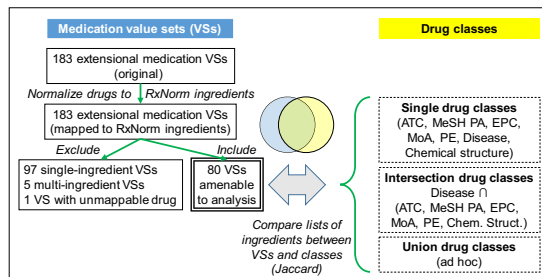 Medication value sets (VSs)
183 extensional medication VSs
(original)
Normalize drugs to RxNorm ingredients
183 extensional medication VSs
(mapped to RxNorm ingredients)
Exclude
Include
97 single-ingredient VSs
5 multi-ingredient VSs
1 VS with unmappable drug
80 VSs
amenable
to analysis
Compare lists of
ingredients between
VSs and classes
(Jaccard)
Drug classes
Single drug classes
(ATC, MeSH PA, EPC,
MoA, PE, Disease,
Chemical structure)
Intersection drug classes
Disease ∩
(ATC, MeSH PA, EPC,
MoA, PE, Chem. Struct.)
Union drug classes
(ad hoc)